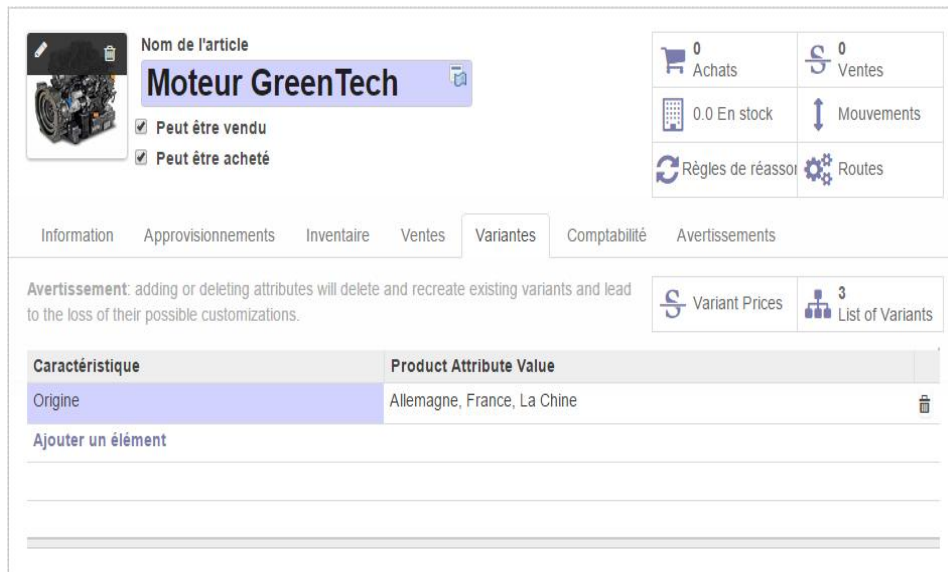 Nom de l'article
Moteur GreenTech
Peut être vendu
Peut être acheté
0
Achats
0
Ventes
0.0 En stock
Mouvements
Règles de réassor
Routes
Information Approvisionnements Inventaire Ventes Variantes Comptabilité Avertissements
Avertissement: adding or deleting attributes will delete and recreate existing variants and lead
to the loss of their possible customizations.
Variant Prices
3
List of Variants
Caractéristique Product Attribute Value
Origine Allemagne, France, La Chine
Ajouter un élément